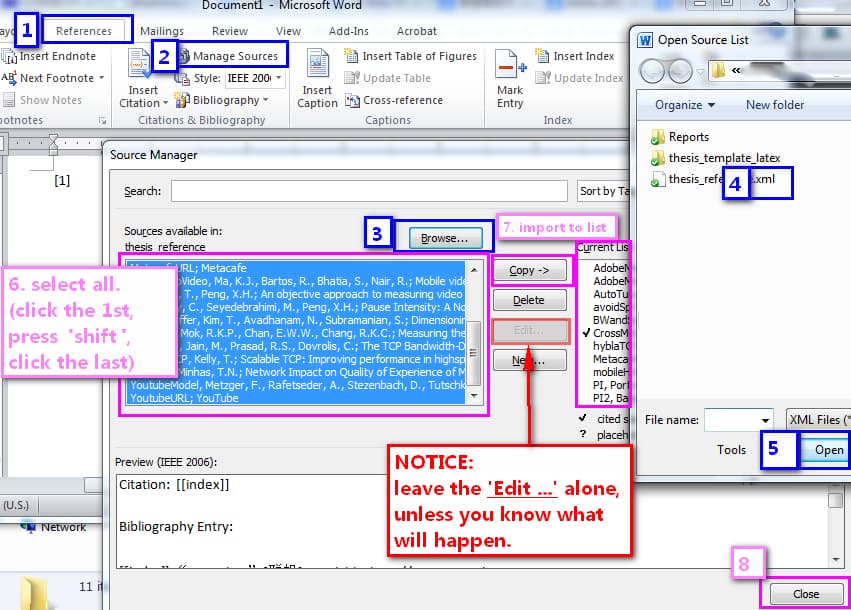 Document1 - Microsoft Word
1
References
Mailings
Review
View
Add-Ins
Acrobat
Insert Endnote
Next Footnote
Show Notes
2
Manage Sources
Style: IEEE 200
Bibliography
Insert
Citation
Citations & Bibliography
Insert
Caption
Insert Table of Figures
Update Table
Cross-reference
Captions
Mark
Entry
Insert Index
Update Index
Index
Open Source List
Organize
New folder
Reports
thesis_template_latex
4
.xml
File name:
XML Files (*
Tools
5
Open
[1]
Source Manager
Search:
Sort by Ta
Sources available in:
thesis_reference
3
Browse...
7. import to list
Current Lis
6. select all.
(click the 1st,
press 'shift',
click the last)
URL; Metacafe
Video, Ma, K.J., Bartos, R., Bhatia, S., Nair, R.; Mobile vide
T., Peng, X.H.; An objective approach to measuring video
C., Seyedebrahimi, M., Peng, X.H.; Pause Intensity: A No
ffer, Kim, T., Avadhanam, N., Subramanian, S.; Dimensionin
Mok, R.K.P., Chan, E.W.W., Chang, R.K.C.; Measuring the
Jain, M., Prasad, R.S., Dovrolis, C.; The TCP Bandwidth-D
CP, Kelly, T.; Scalable TCP: Improving performance in highsp
Minhas, T.N.; Network Impact on Quality of Experience of M
YoutubeModel, Metzger, F., Rafetseder, A., Stezenbach, D., Tutschk
YoutubeURL; YouTube
Copy ->
Delete
Edit...
New...
AdobeM
AdobeM
AutoTu
avoidSp
BWands
✓ CrossM
hyblaTC
Metaca
mobileH
PI, Port
PI2, Ba
✓ cited s
? placeh
NOTICE:
leave the 'Edit ...' alone,
unless you know what
will happen.
Preview (IEEE 2006):
Citation: [[index]]
Bibliography Entry:
(U.S.)
Network
11 it
8
Close